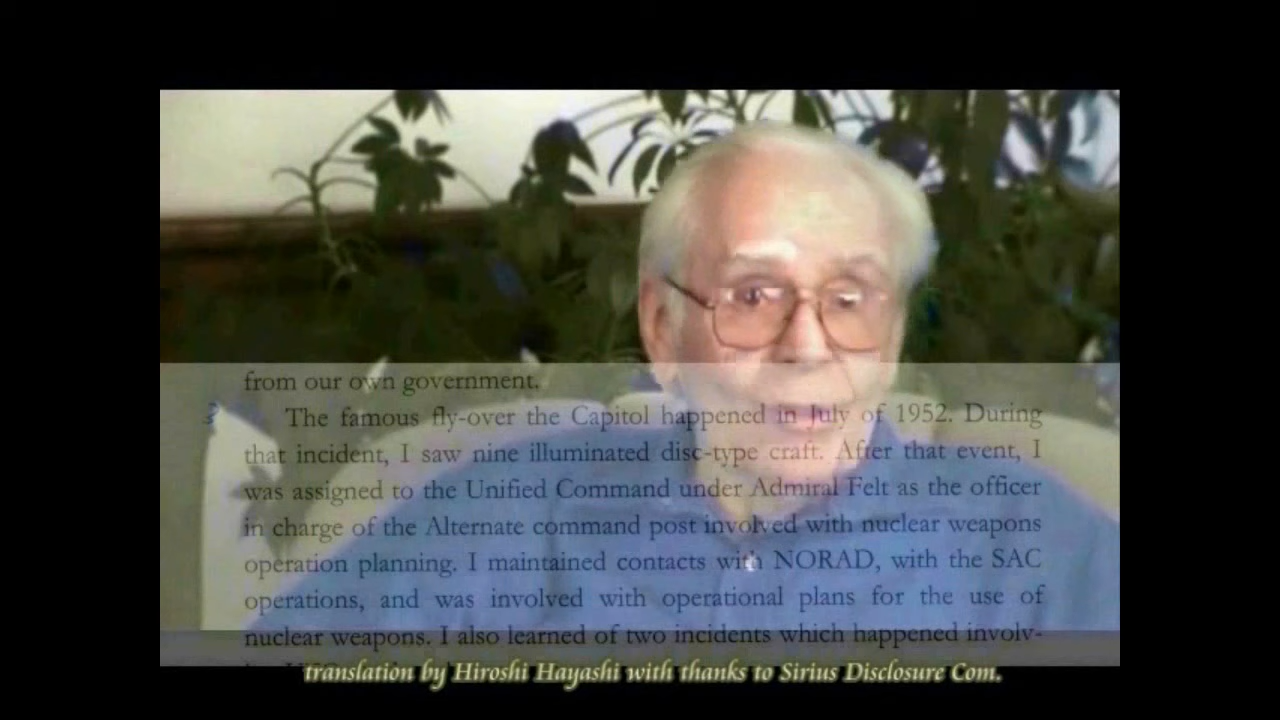 from our own government.
The famous fly-over the Capitol happened in July of 1952. During
that incident, I saw nine illuminated disc-type craft. After that event, I
was assigned to the Unified Command under Admiral Felt as the officer
in charge of the Alternate command post involved with nuclear weapons
operation planning. I maintained contacts with NORAD, with the SAC
operations, and was involved with operational plans for the use of
nuclear weapons. I also learned of two incidents which happened involv-
translation by Hiroshi Hayashi with thanks to Sirius Disclosure Com.